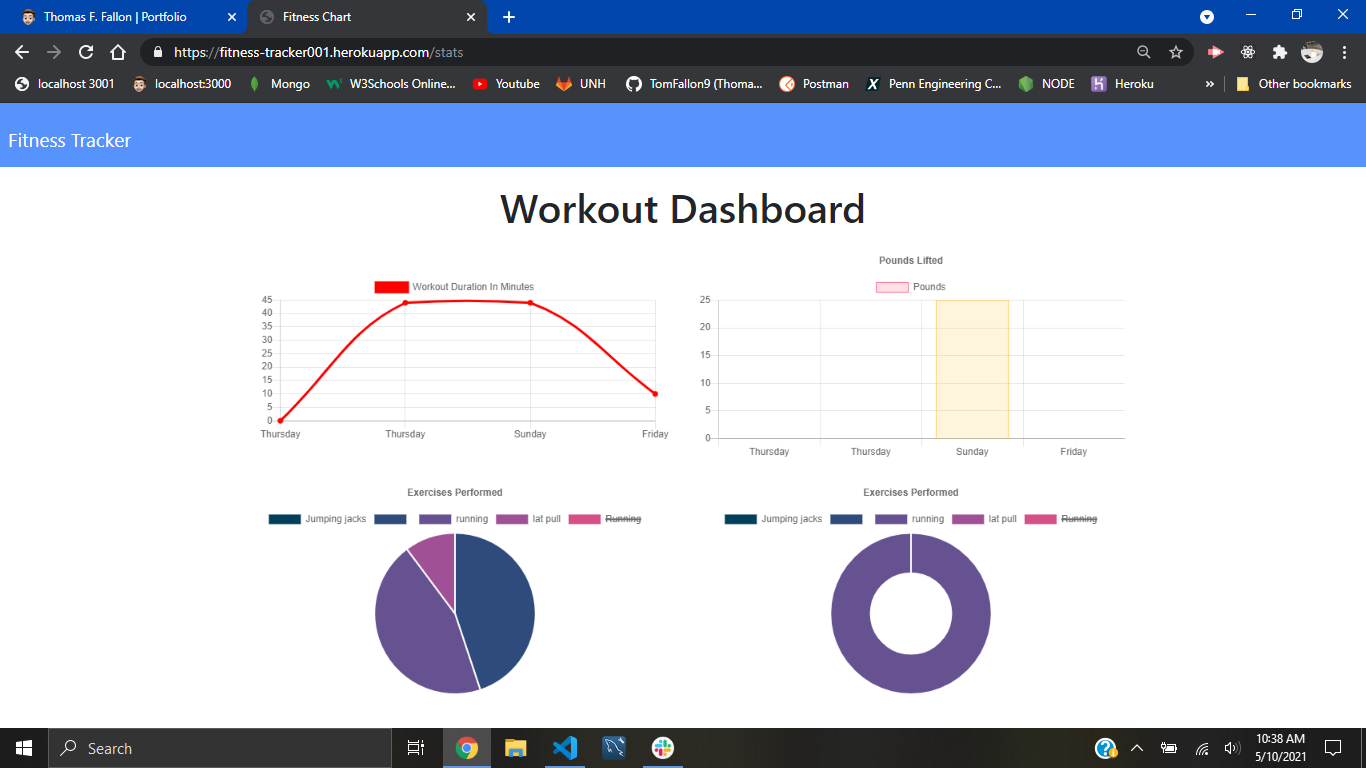 Thomas F. Fallon | Portfolio
Fitness Chart
https://fitness-tracker001.herokuapp.com/stats
localhost 3001
localhost:3000
Mongo
W3Schools Online...
Youtube
UNH
TomFallon9 (Thoma...
Postman
Penn Engineering C...
NODE
Heroku
»
Other bookmarks
Fitness Tracker
Workout Dashboard
Workout Duration In Minutes
45
40
35
30
25
20
15
10
5
0
Thursday
Thursday
Sunday
Friday
Pounds Lifted
Pounds
25
20
15
10
5
0
Thursday
Thursday
Sunday
Friday
Exercises Performed
Jumping jacks
running
lat pull
Running
Exercises Performed
Jumping jacks
running
lat pull
Running
Search
10:38 AM
5/10/2021